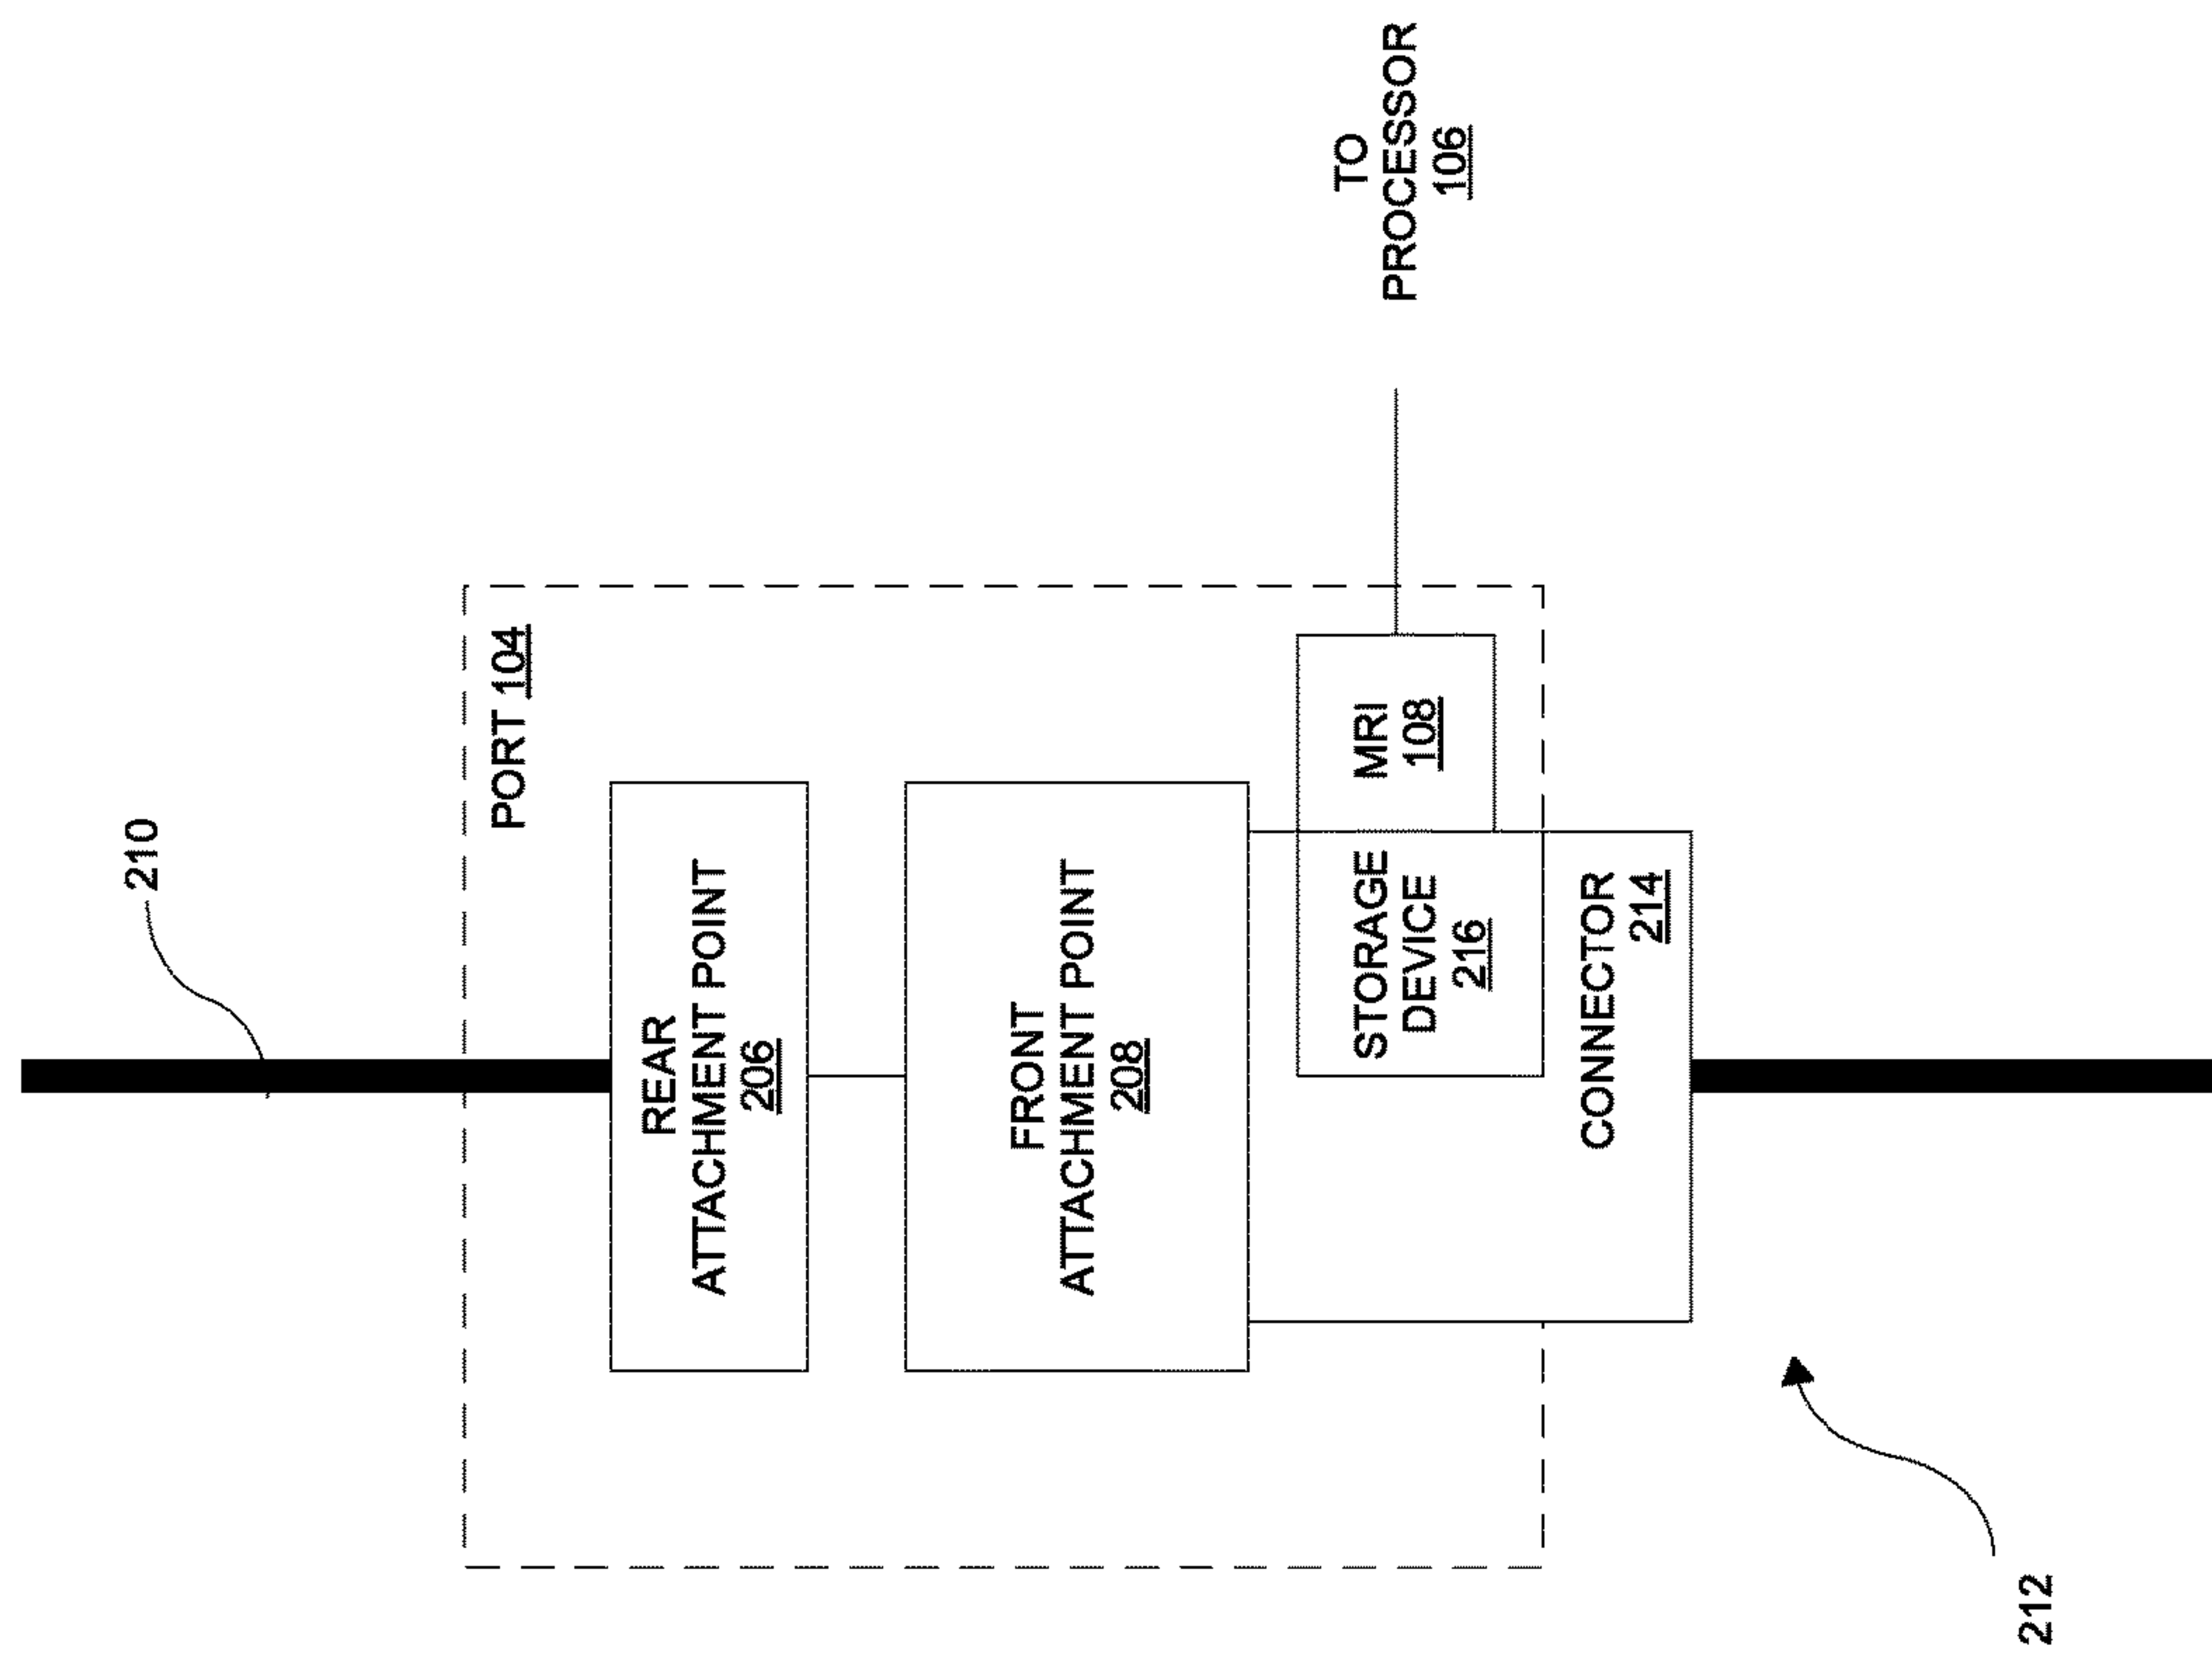 210
PORT 104
REAR
ATTACHMENT POINT
206
FRONT
ATTACHMENT POINT
208
STORAGE
DEVICE
216
MRI
108
TO
PROCESSOR
106
CONNECTOR
214
212